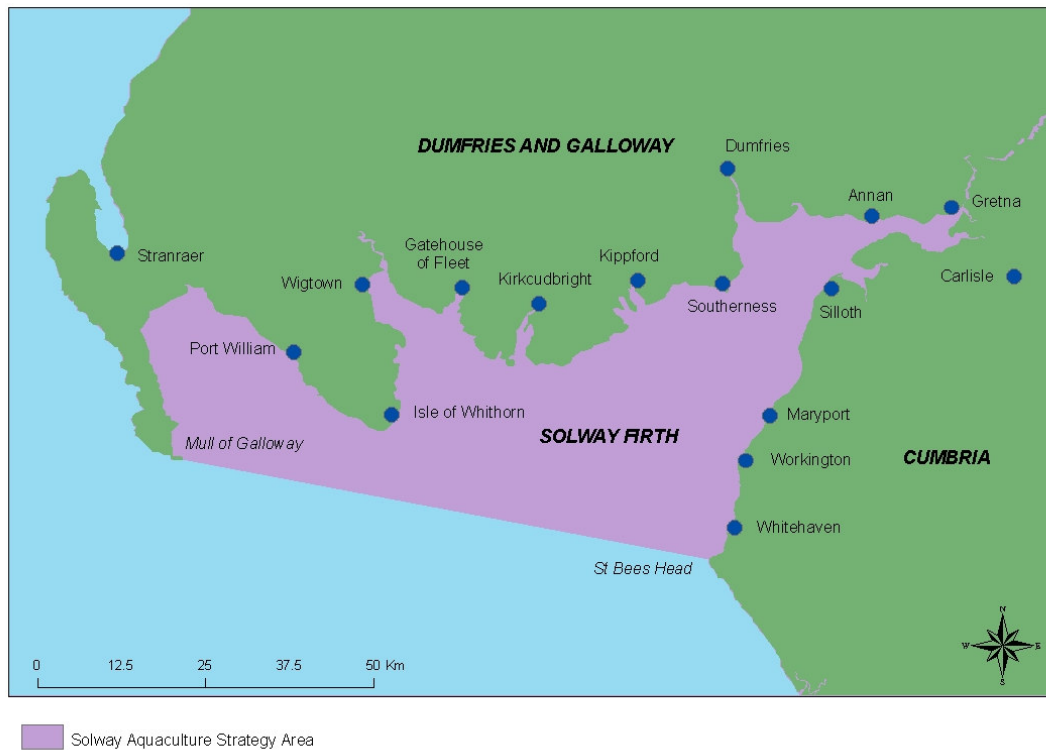 DUMFRIES AND GALLOWAY
Dumfries
Annan
Gretna
Stranraer
Gatehouse
of Fleet
Kippford
Wigtown
Kirkcudbright
Southerness
Silloth
Carlisle
Port William
Isle of Whithorn
Maryport
Mull of Galloway
SOLWAY FIRTH
Workington
CUMBRIA
Whitehaven
St Bees Head
N
W E
S
0 12.5 25 37.5 50 Km
Solway Aquaculture Strategy Area